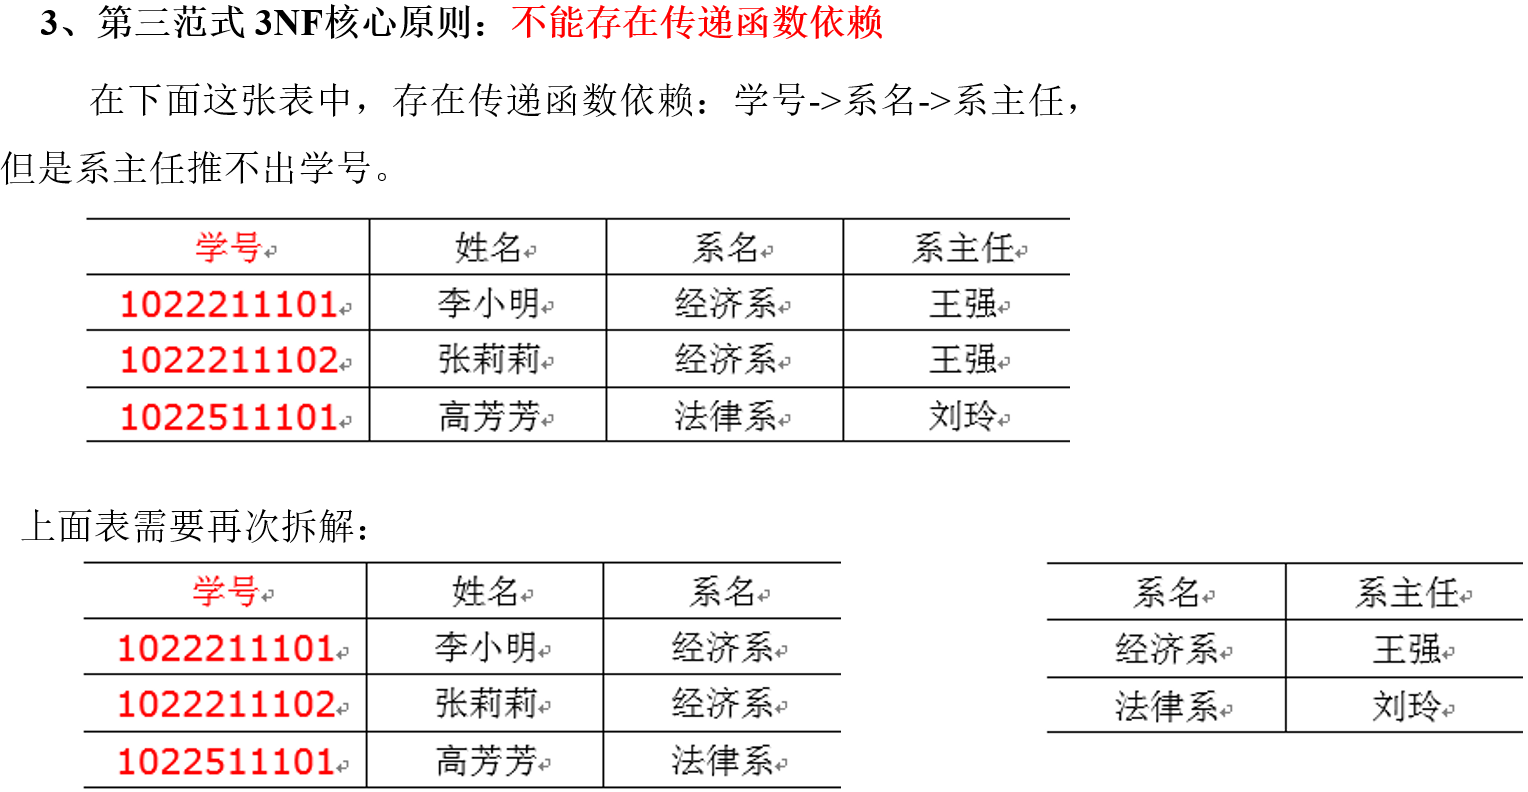 3、第三范式 3NF核心原则：不能存在传递函数依赖
在下面这张表中，存在传递函数依赖：学号->系名->系主任，
但是系主任推不出学号。
学号 姓名 系名 系主任
1022211101 李小明 经济系 王强
1022211102 张莉莉 经济系 王强
1022511101 高芳芳 法律系 刘玲
上面表需要再次拆解：
学号 姓名 系名
1022211101 李小明 经济系
1022211102 张莉莉 经济系
1022511101 高芳芳 法律系
系名 系主任
经济系 王强
法律系 刘玲